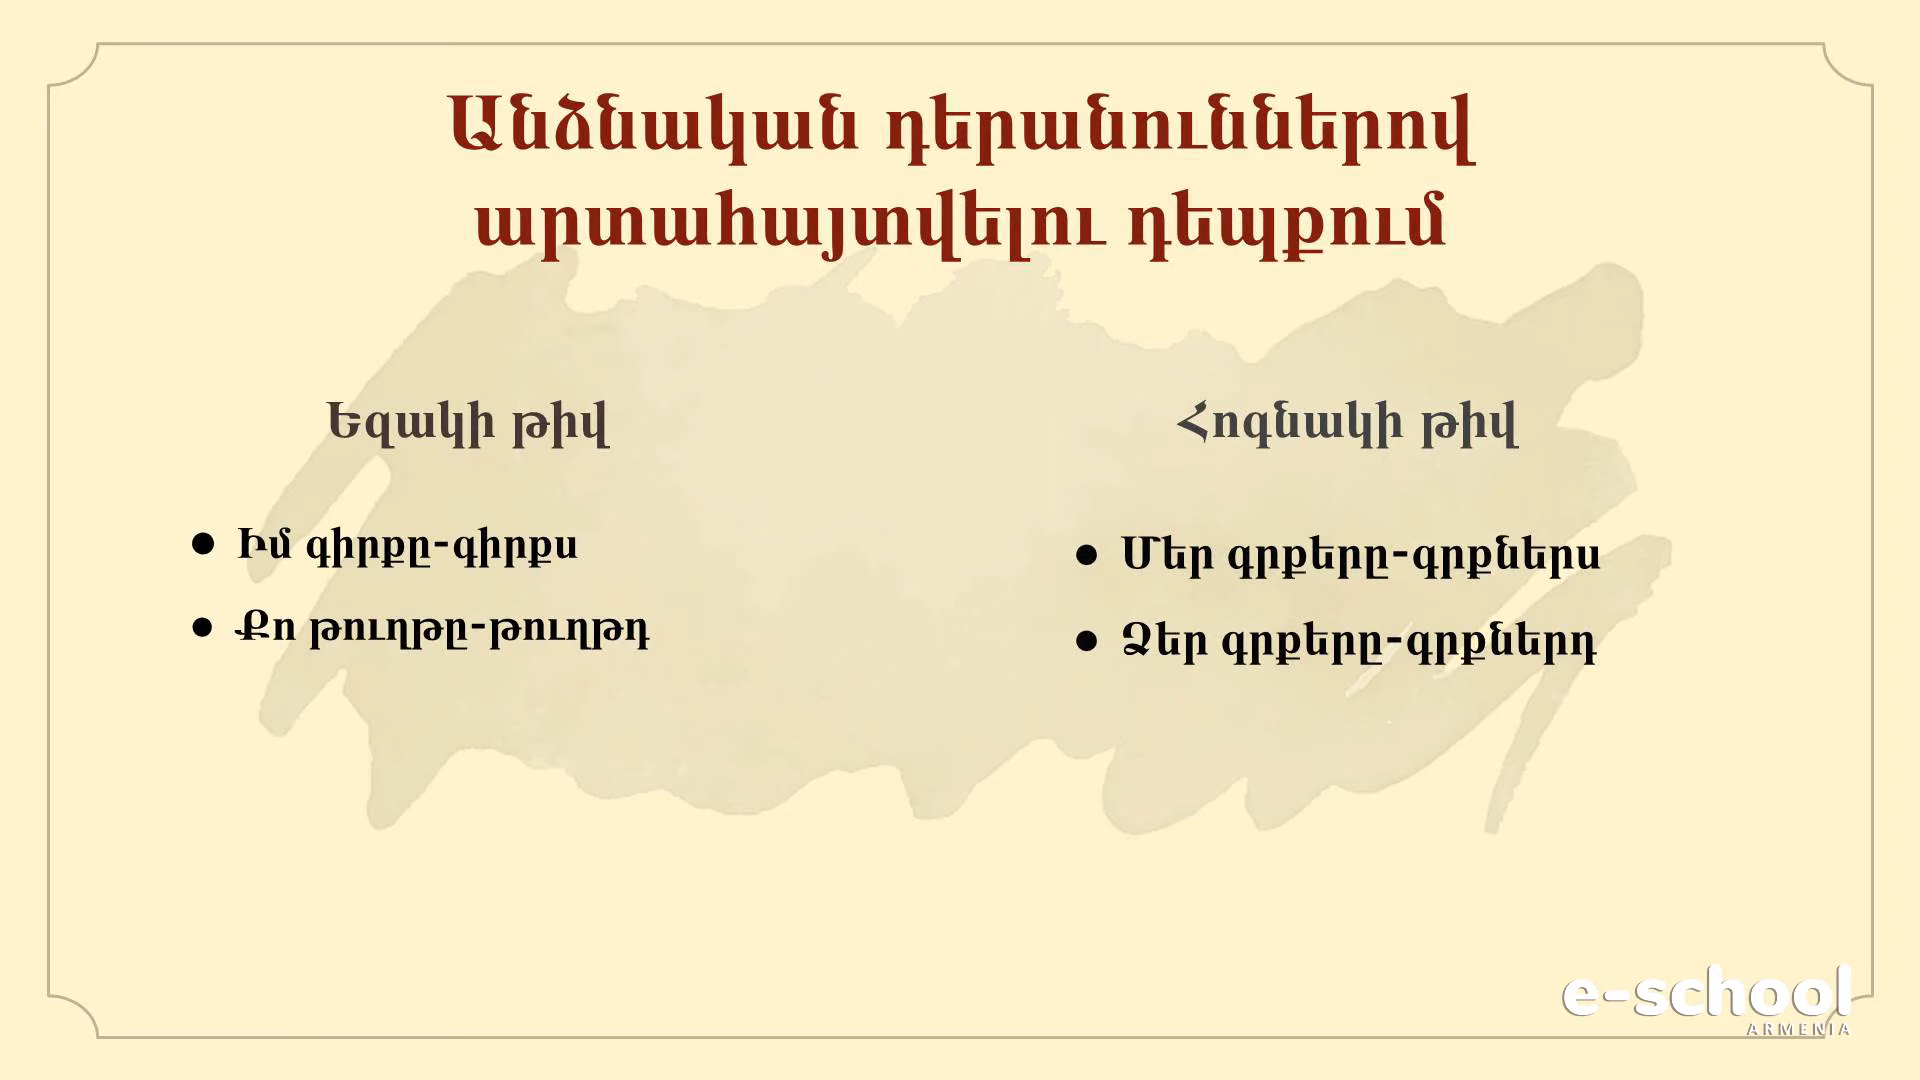 Անձնական դերանուններով
արտահայտվելու դեպքում
Եզակի թիվ
● Իմ գիրքը-գիրքս
● Քո թուղթը-թուղթդ
Հոգնակի թիվ
● Մեր գրքերը-գրքներս
● Ձեր գրքերը-գրքներդ
e-school
ARMENIA